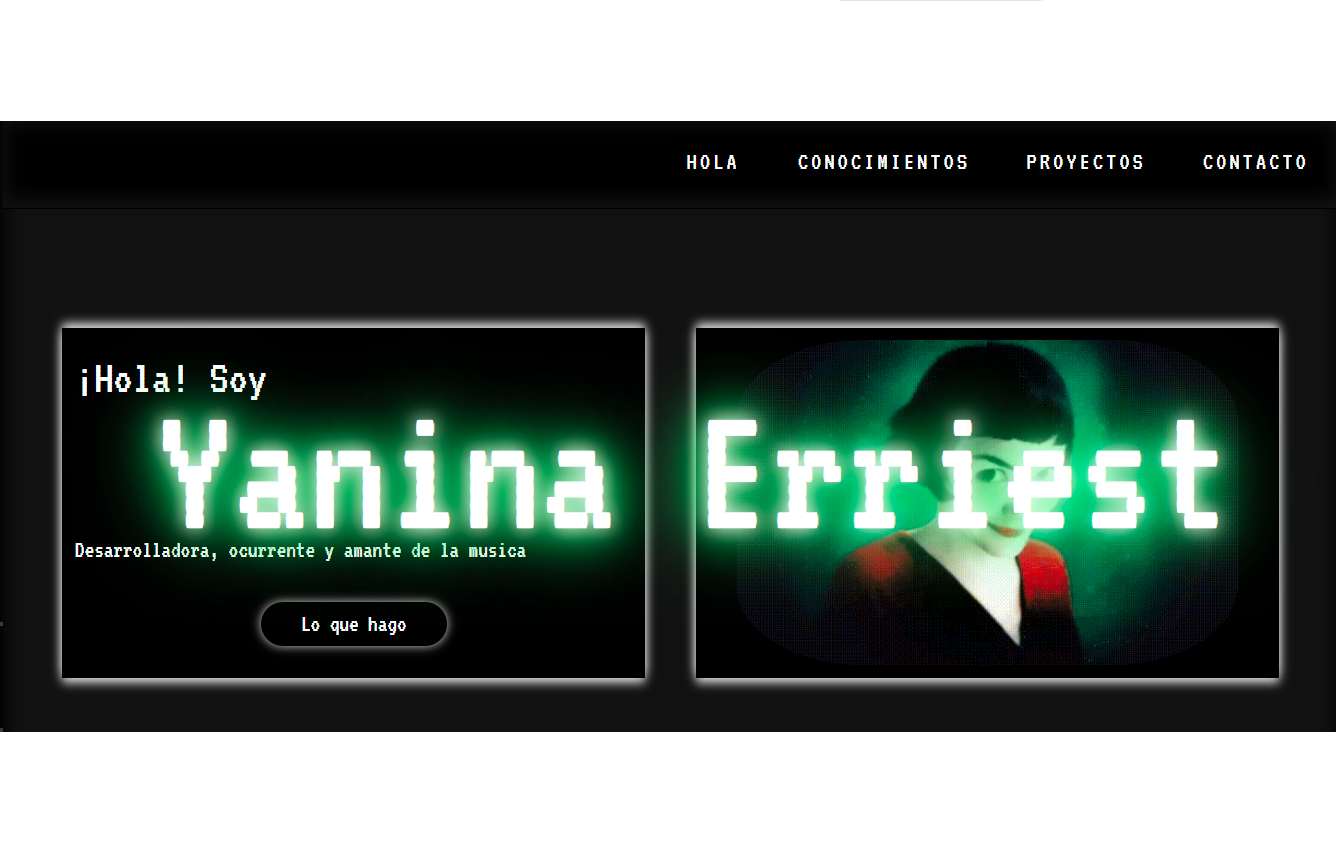 HOLA CONOCIMIENTOS PROYECTOS CONTACTO
¡Hola! Soy
Yanina Erriest
Desarrolladora, ocurrente y amante de la musica
Lo que hago